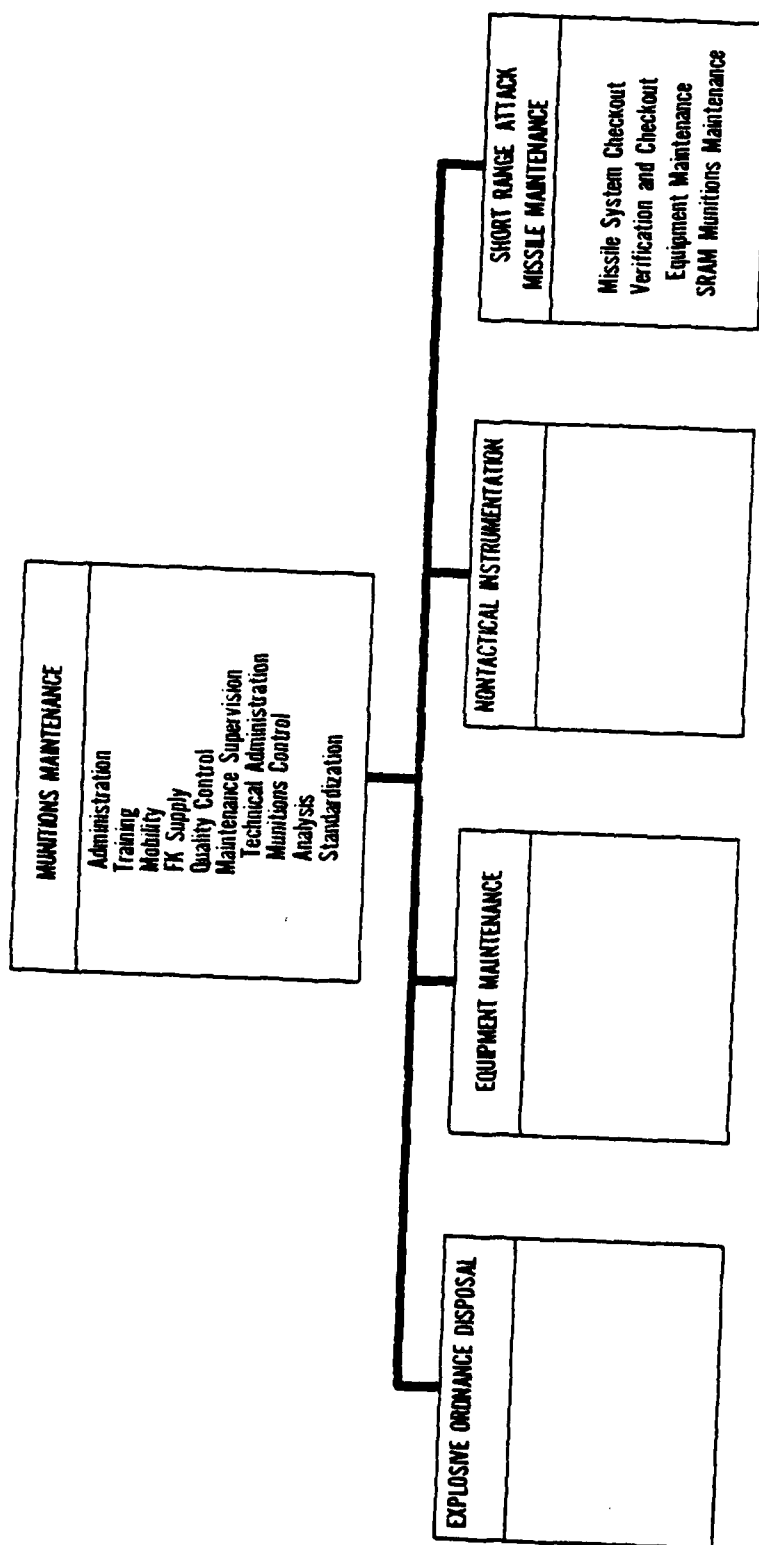 MUNITIONS MAINTENANCE
Administration
Training
Mobility
FK Supply
Quality Control
Maintenance Supervision
Technical Administration
Munitions Control
Analysis
Standardization
EXPLOSIVE ORDNANCE DISPOSAL
EQUIPMENT MAINTENANCE
NONTACTICAL INSTRUMENTATION
SHORT RANGE ATTACK
MISSILE MAINTENANCE
Missile System Checkout
Verification and Checkout
Equipment Maintenance
SRAM Munitions Maintenance